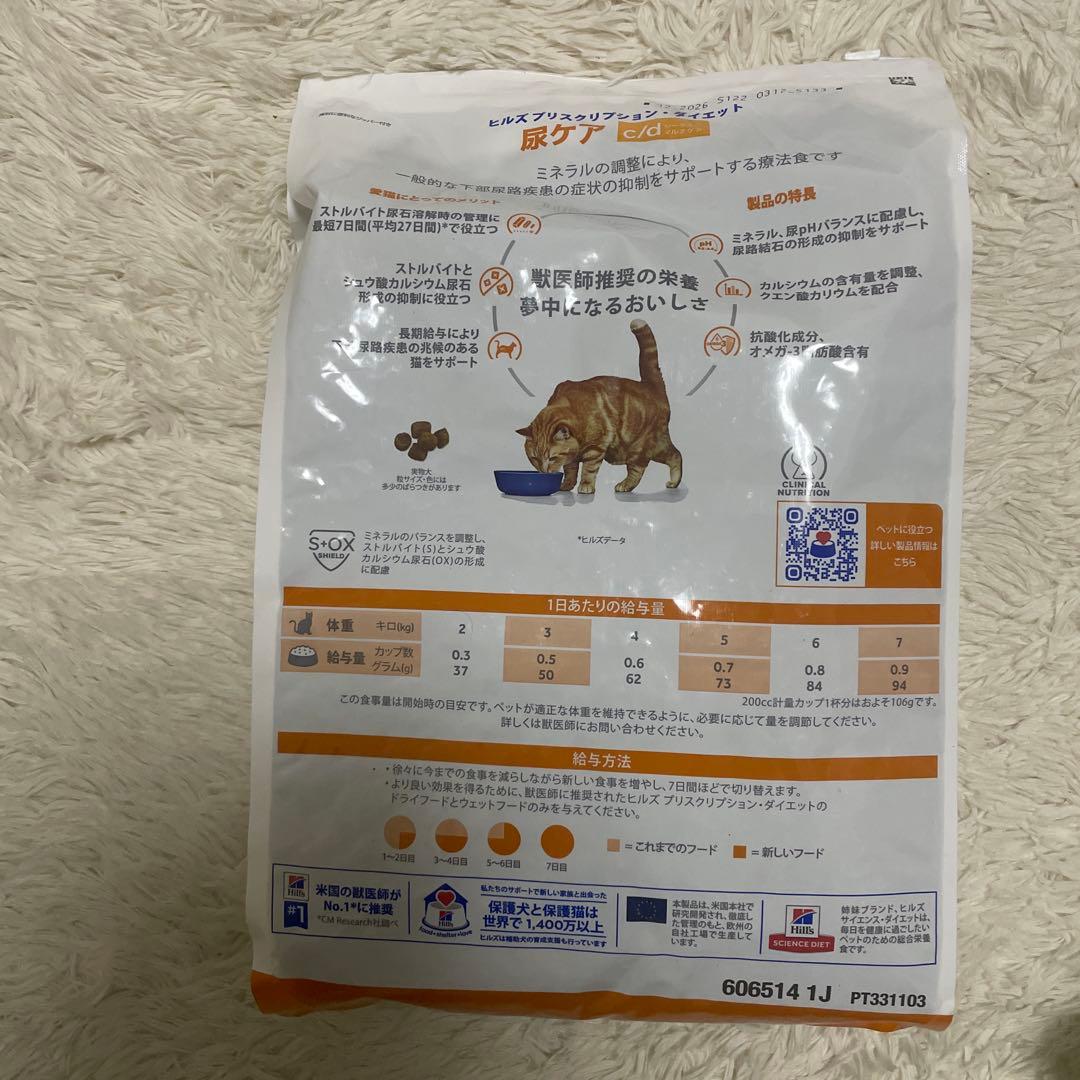 12 2026 5122 0312-5133
ヒルズ プリスクリプション・ダイエット
尿ケア c/d マルチケア
ミネラルの調整により、
一般的な下部尿路疾患の症状の抑制をサポートする療法食です
愛猫にとってのメリット
ストルバイト尿石溶解時の管理に
最短7日間(平均27日間)*で役立つ
ストルバイトと
シュウ酸カルシウム尿石
形成の抑制に役立つ
長期給与により
尿路疾患の兆候のある
猫をサポート
獣医師推奨の栄養
夢中になるおいしさ
製品の特長
pH
ミネラル、尿pHバランスに配慮し、
尿路結石の形成の抑制をサポート
カルシウムの含有量を調整、
クエン酸カリウムを配合
抗酸化成分、
オメガ-3脂肪酸含有
実物大
粒サイズ・色には
多少のばらつきがあります
CLINICAL
NUTRITION
S+OX
SHIELD
ミネラルのバランスを調整し、
ストルバイト(S)とシュウ酸
カルシウム尿石(OX)の形成
に配慮
*ヒルズデータ
ペットに役立つ
詳しい製品情報は
こちら
1日あたりの給与量
体重 キロ(kg) 2 3 4 5 6 7
給与量 カップ数 0.3 0.5 0.6 0.7 0.8 0.9
グラム(g) 37 50 62 73 84 94
200cc計量カップ1杯分はおよそ106gです。
この食事量は開始時の目安です。ペットが適正な体重を維持できるように、必要に応じて量を調節してください。
詳しくは獣医師にお問い合わせください。
給与方法
・徐々に今までの食事を減らしながら新しい食事を増やし、7日間ほどで切り替えます。
・より良い効果を得るために、獣医師に推奨されたヒルズ プリスクリプション・ダイエットの
ドライフードとウェットフードのみを与えてください。
1〜2日目 3〜4日目 5〜6日目 7日目
=これまでのフード =新しいフード
Hill's
#1
米国の獣医師が
No.1*に推奨
*CM Research社調べ
Hill's
food・shelter・love
私たちのサポートで新しい家族と出会った
保護犬と保護猫は
世界で 1,400万以上
ヒルズは補助犬の育成支援も行っています
本製品は、米国本社で
研究開発され、徹底し
た管理のもと、欧州の
自社工場で生産して
います。
Hill's
SCIENCE DIET
姉妹ブランド、ヒルズ
サイエンス・ダイエットは、
毎日を健康に過ごしたい
ペットのための総合栄養
食です。
606514 1J PT331103